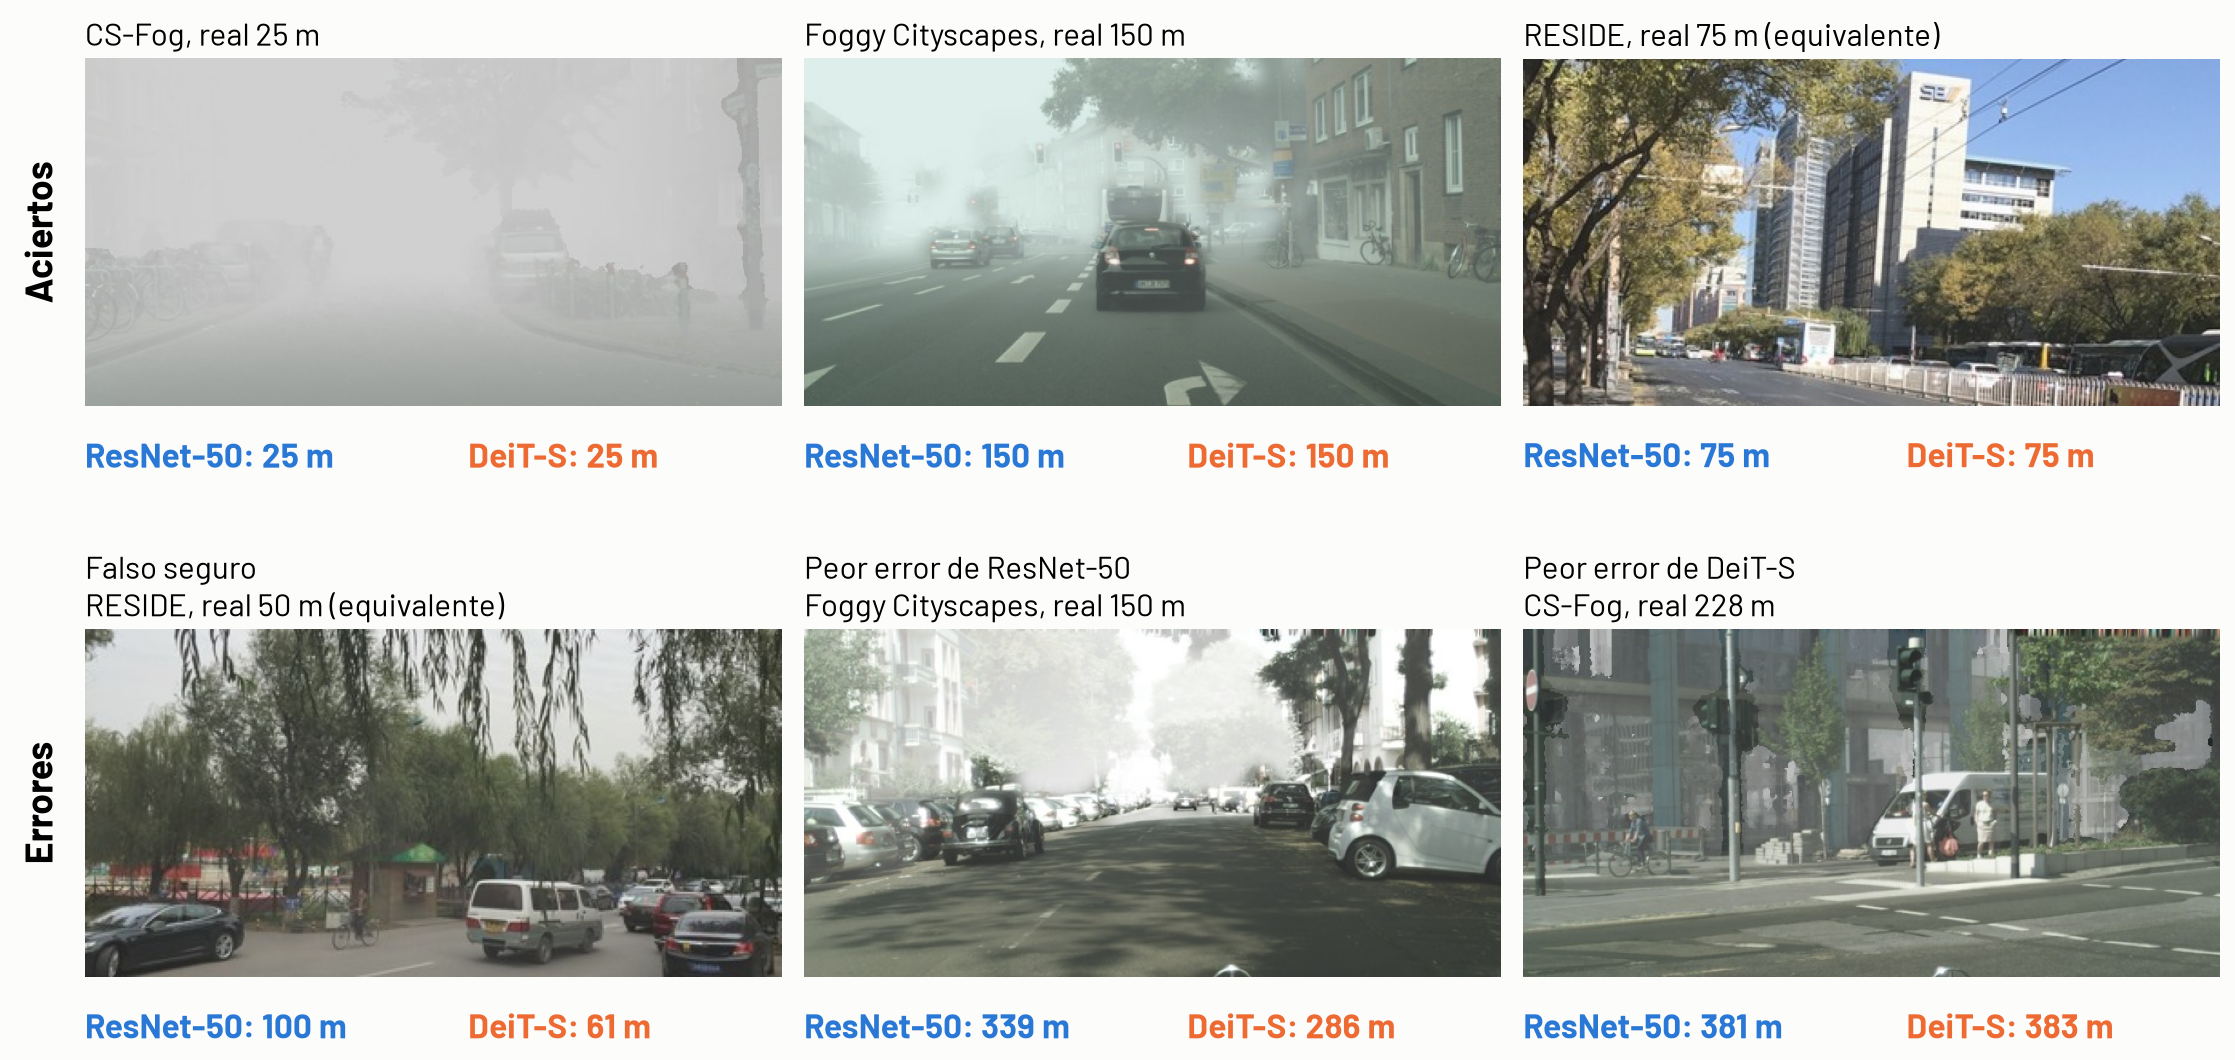 Aciertos
CS-Fog, real 25 m
Foggy Cityscapes, real 150 m
RESIDE, real 75 m (equivalente)
ResNet-50: 25 m
DeiT-S: 25 m
ResNet-50: 150 m
DeiT-S: 150 m
ResNet-50: 75 m
DeiT-S: 75 m
Errores
Falso seguro
RESIDE, real 50 m (equivalente)
Peor error de ResNet-50
Foggy Cityscapes, real 150 m
Peor error de DeiT-S
CS-Fog, real 228 m
ResNet-50: 100 m
DeiT-S: 61 m
ResNet-50: 339 m
DeiT-S: 286 m
ResNet-50: 381 m
DeiT-S: 383 m